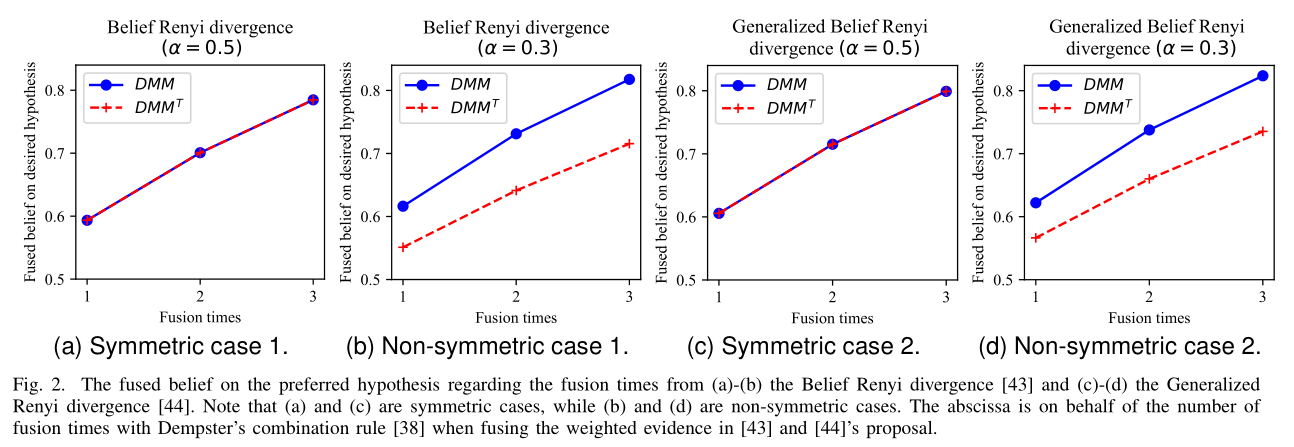 Belief Renyi divergence
(α = 0.5)
Fused belief on desired hypothesis
0.8
0.7
0.6
0.5
DMM
DMMᵀ
1
2
3
Fusion times
(a) Symmetric case 1.
Belief Renyi divergence
(α = 0.3)
Fused belief on desired hypothesis
0.8
0.7
0.6
0.5
DMM
DMMᵀ
1
2
3
Fusion times
(b) Non-symmetric case 1.
Generalized Belief Renyi
divergence (α = 0.5)
Fused belief on desired hypothesis
0.8
0.7
0.6
0.5
DMM
DMMᵀ
1
2
3
Fusion times
(c) Symmetric case 2.
Generalized Belief Renyi
divergence (α = 0.3)
Fused belief on desired hypothesis
0.8
0.7
0.6
0.5
DMM
DMMᵀ
1
2
3
Fusion times
(d) Non-symmetric case 2.
Fig. 2. The fused belief on the preferred hypothesis regarding the fusion times from (a)-(b) the Belief Renyi divergence [43] and (c)-(d) the Generalized
Renyi divergence [44]. Note that (a) and (c) are symmetric cases, while (b) and (d) are non-symmetric cases. The abscissa is on behalf of the number of
fusion times with Dempster's combination rule [38] when fusing the weighted evidence in [43] and [44]'s proposal.